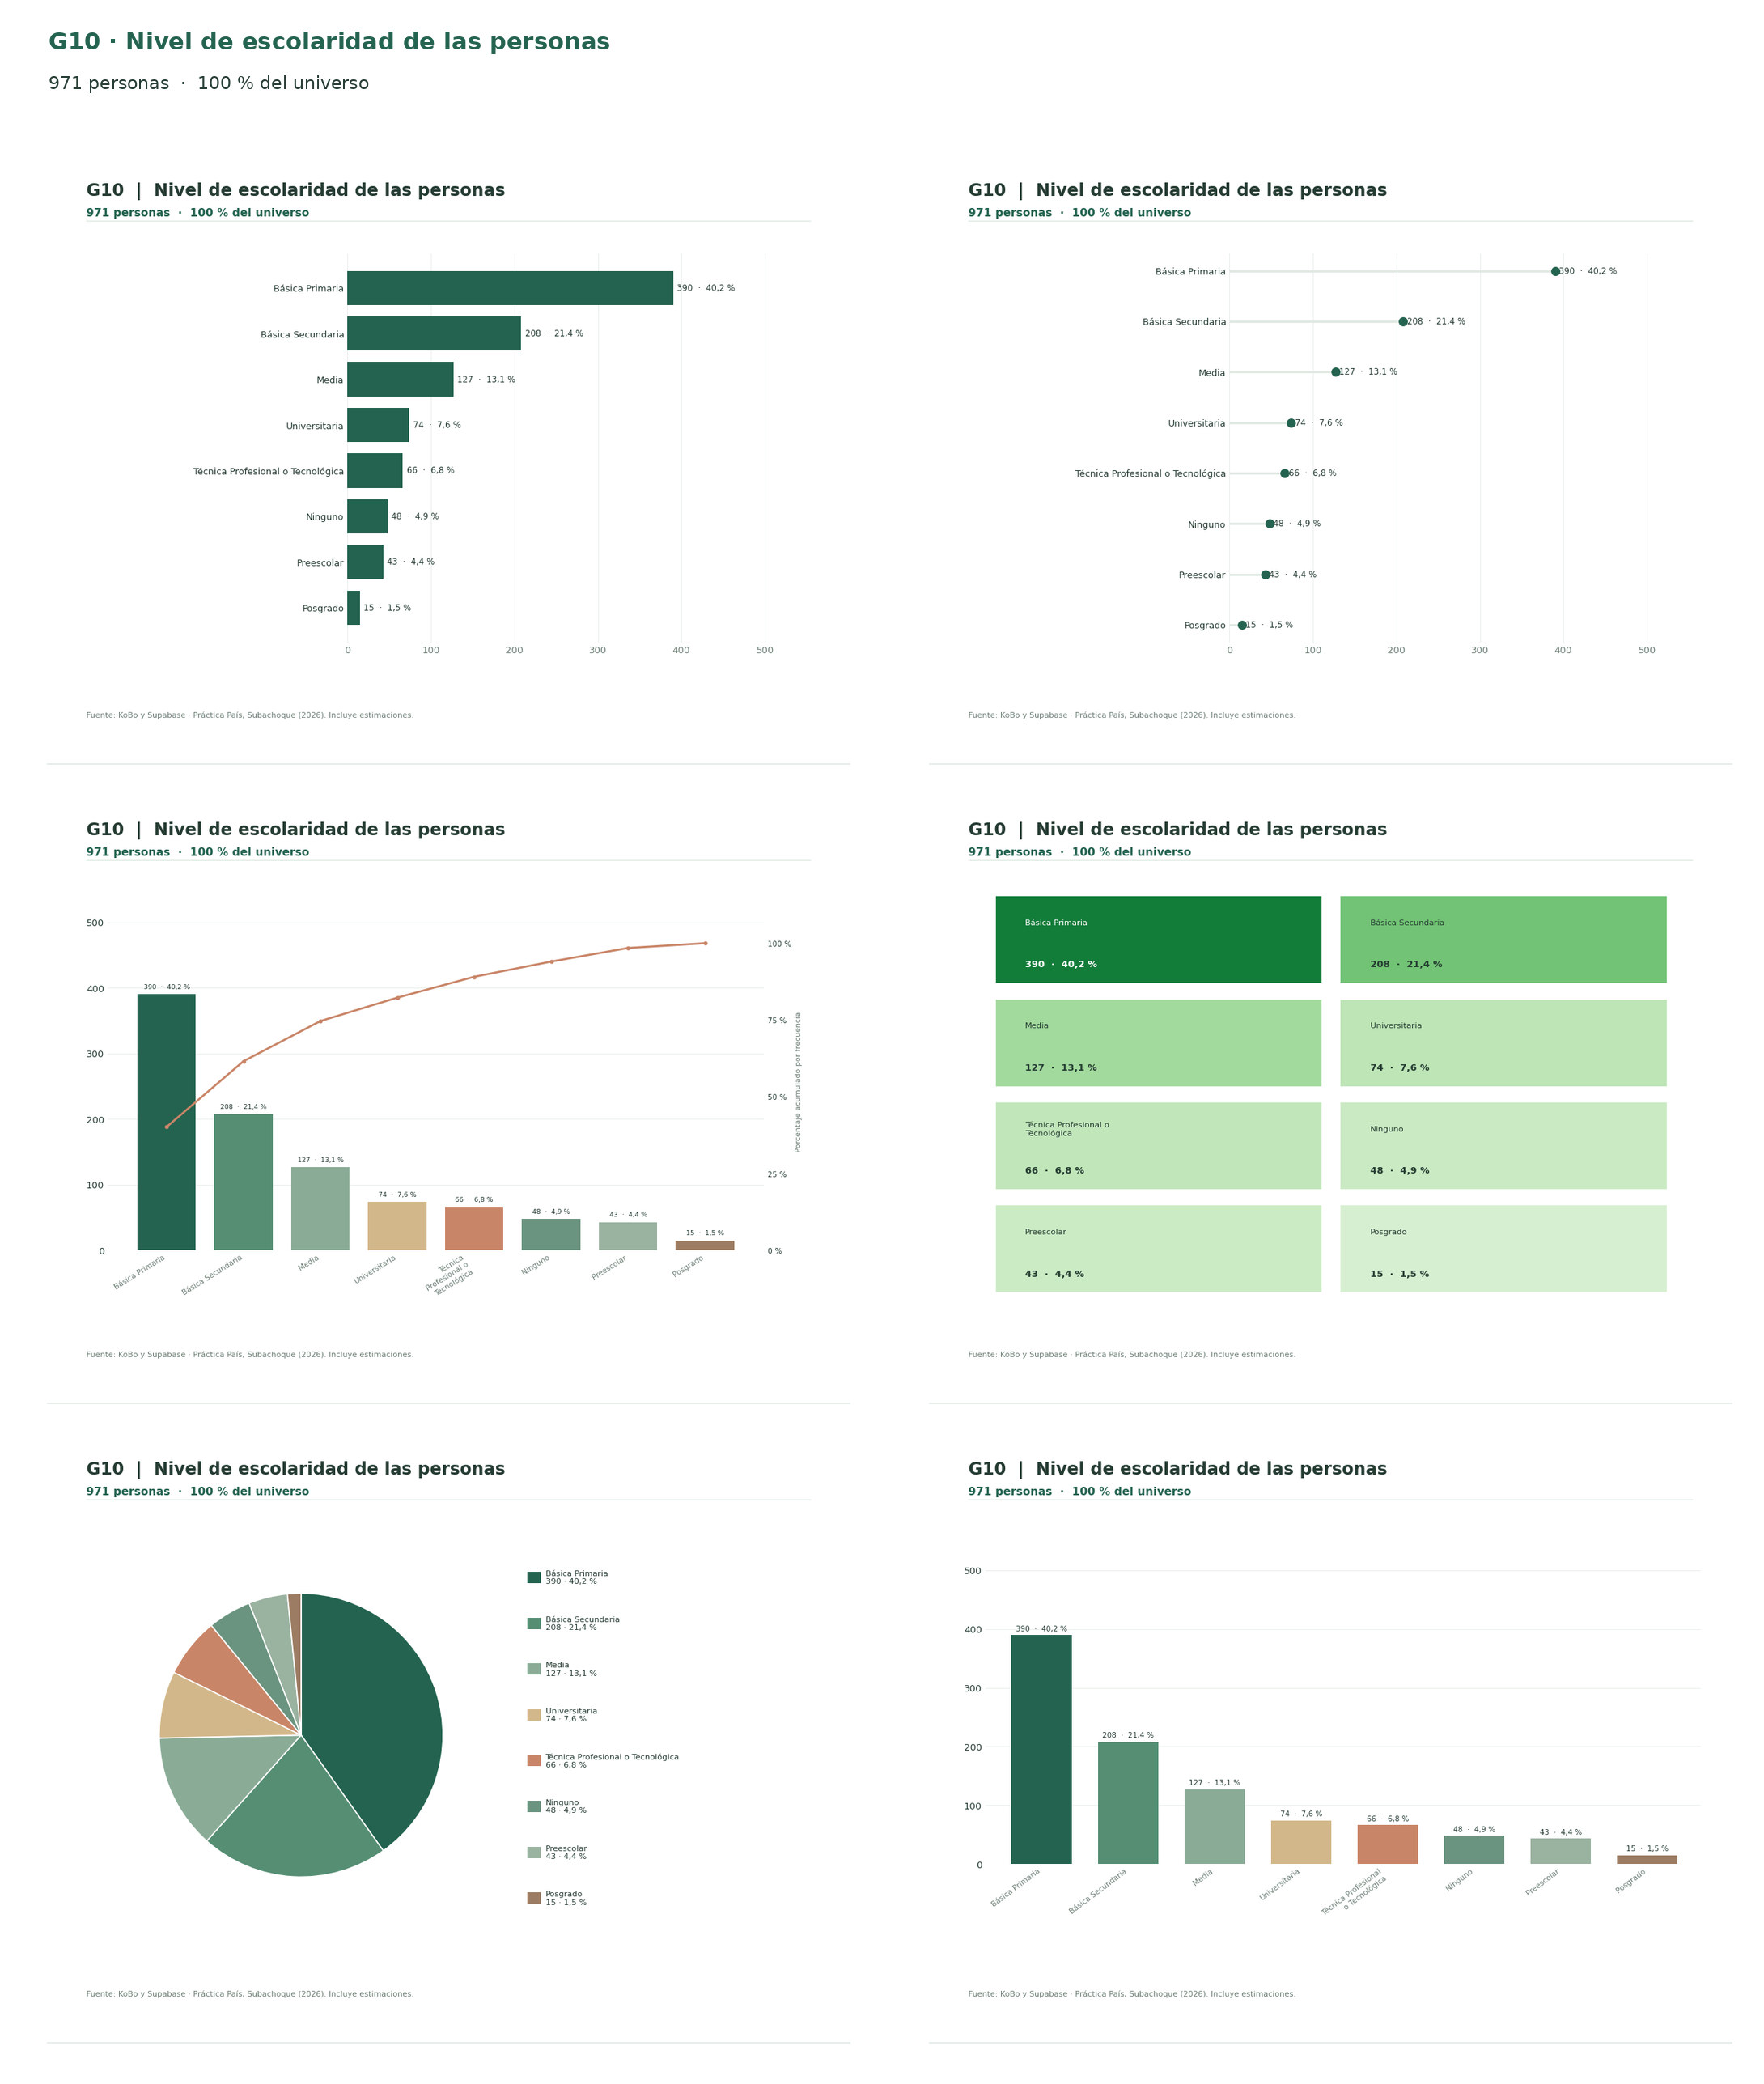 G10 · Nivel de escolaridad de las personas
971 personas · 100 % del universo
G10 | Nivel de escolaridad de las personas
971 personas · 100 % del universo
Básica Primaria
390 · 40,2 %
Básica Secundaria
208 · 21,4 %
Media
127 · 13,1 %
Universitaria
74 · 7,6 %
Técnica Profesional o Tecnológica
66 · 6,8 %
Ninguno
48 · 4,9 %
Preescolar
43 · 4,4 %
Posgrado
15 · 1,5 %
0 100 200 300 400 500
Fuente: KoBo y Supabase · Práctica País, Subachoque (2026). Incluye estimaciones.
G10 | Nivel de escolaridad de las personas
971 personas · 100 % del universo
Básica Primaria
390 · 40,2 %
Básica Secundaria
208 · 21,4 %
Media
127 · 13,1 %
Universitaria
74 · 7,6 %
Técnica Profesional o Tecnológica
66 · 6,8 %
Ninguno
48 · 4,9 %
Preescolar
43 · 4,4 %
Posgrado
15 · 1,5 %
0 100 200 300 400 500
Fuente: KoBo y Supabase · Práctica País, Subachoque (2026). Incluye estimaciones.
G10 | Nivel de escolaridad de las personas
971 personas · 100 % del universo
500
400
300
200
100
0
390 · 40,2 %
208 · 21,4 %
127 · 13,1 %
74 · 7,6 %
66 · 6,8 %
48 · 4,9 %
43 · 4,4 %
15 · 1,5 %
100 %
75 %
50 %
25 %
0 %
Porcentaje acumulado por frecuencia
Básica Primaria
Básica Secundaria
Media
Universitaria
Técnica
Profesional o
Tecnológica
Ninguno
Preescolar
Posgrado
Fuente: KoBo y Supabase · Práctica País, Subachoque (2026). Incluye estimaciones.
G10 | Nivel de escolaridad de las personas
971 personas · 100 % del universo
Básica Primaria
390 · 40,2 %
Básica Secundaria
208 · 21,4 %
Media
127 · 13,1 %
Universitaria
74 · 7,6 %
Técnica Profesional o
Tecnológica
66 · 6,8 %
Ninguno
48 · 4,9 %
Preescolar
43 · 4,4 %
Posgrado
15 · 1,5 %
Fuente: KoBo y Supabase · Práctica País, Subachoque (2026). Incluye estimaciones.
G10 | Nivel de escolaridad de las personas
971 personas · 100 % del universo
Básica Primaria
390 · 40,2 %
Básica Secundaria
208 · 21,4 %
Media
127 · 13,1 %
Universitaria
74 · 7,6 %
Técnica Profesional o Tecnológica
66 · 6,8 %
Ninguno
48 · 4,9 %
Preescolar
43 · 4,4 %
Posgrado
15 · 1,5 %
Fuente: KoBo y Supabase · Práctica País, Subachoque (2026). Incluye estimaciones.
G10 | Nivel de escolaridad de las personas
971 personas · 100 % del universo
500
400
300
200
100
0
390 · 40,2 %
208 · 21,4 %
127 · 13,1 %
74 · 7,6 %
66 · 6,8 %
48 · 4,9 %
43 · 4,4 %
15 · 1,5 %
Básica Primaria
Básica Secundaria
Media
Universitaria
Técnica Profesional
o Tecnológica
Ninguno
Preescolar
Posgrado
Fuente: KoBo y Supabase · Práctica País, Subachoque (2026). Incluye estimaciones.